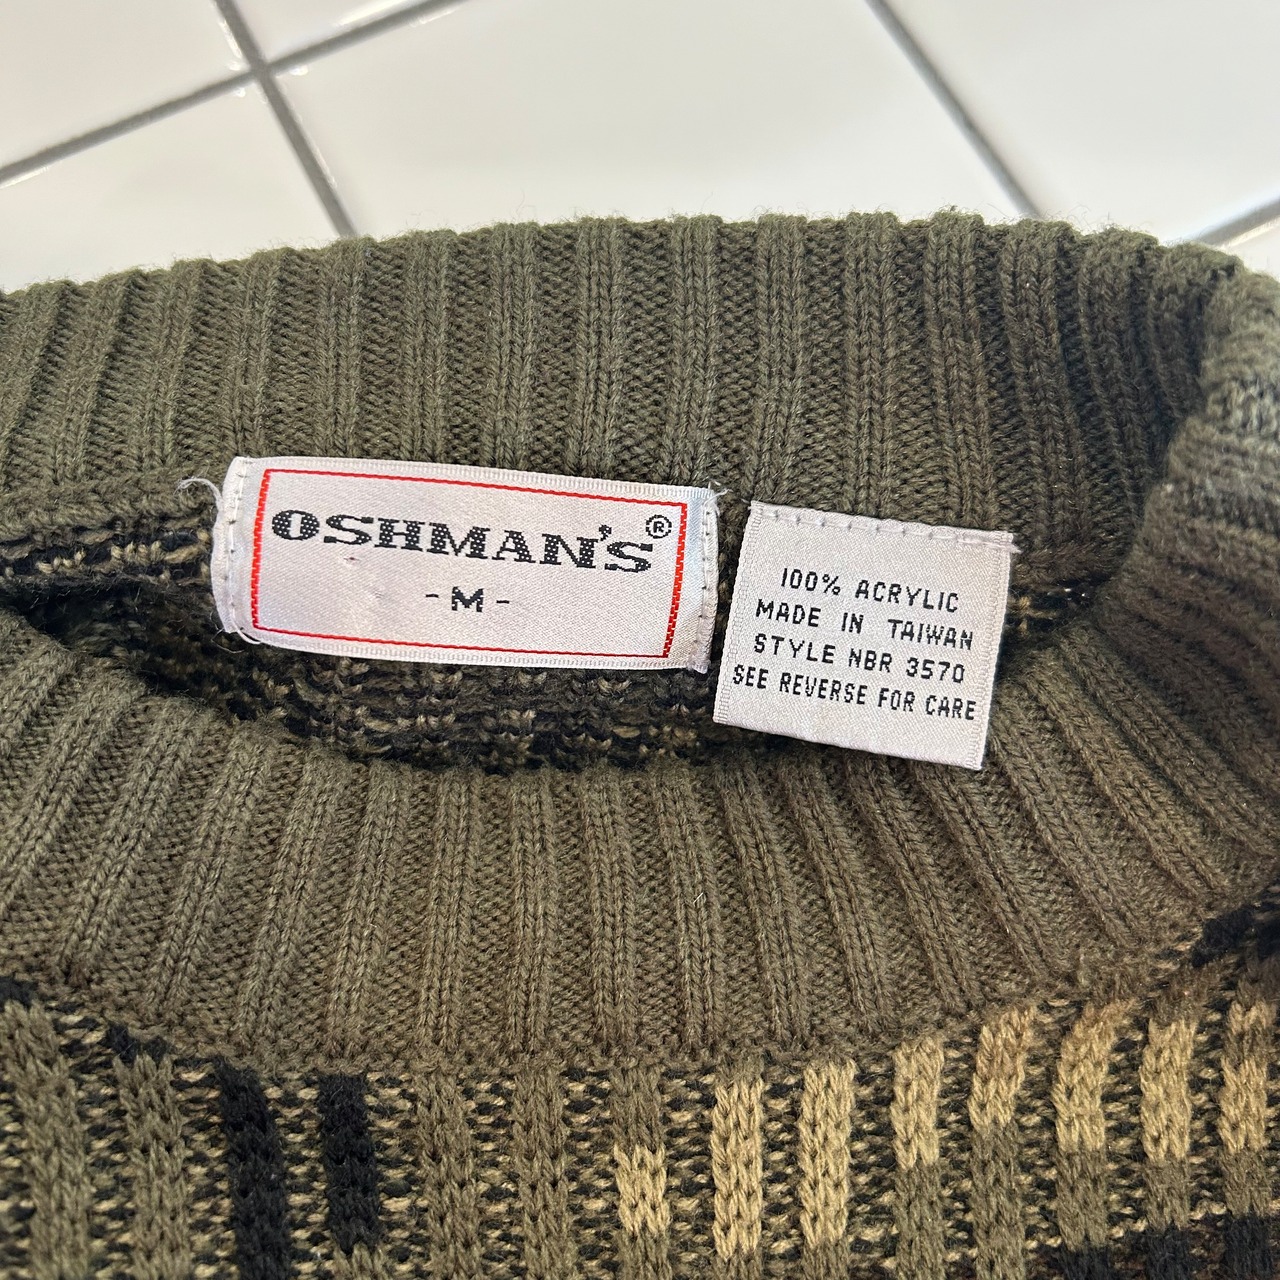 OSHMAN'S®
- M -
100% ACRYLIC
MADE IN TAIWAN
STYLE NBR 3570
SEE REVERSE FOR CARE